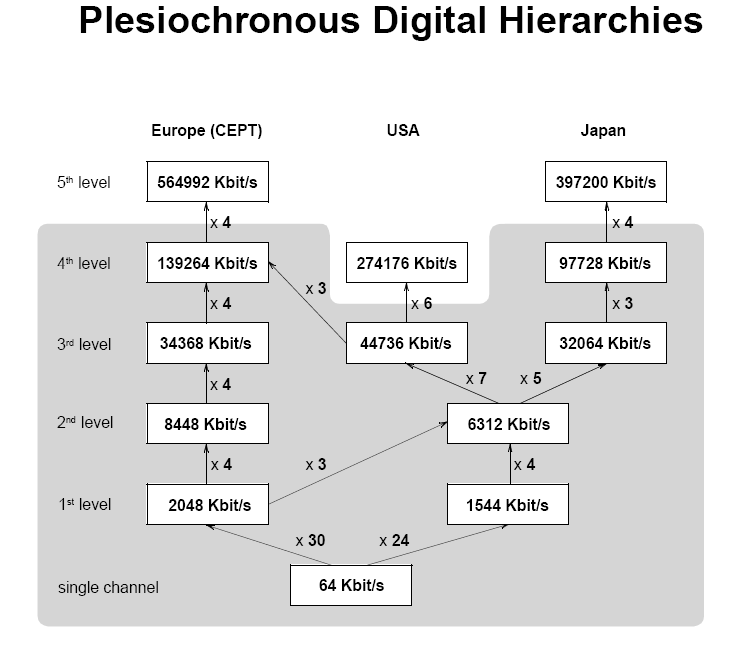 Plesiochronous Digital Hierarchies
Europe (CEPT) USA Japan
5th level 564992 Kbit/s 397200 Kbit/s
x 4 x 4
4th level 139264 Kbit/s 274176 Kbit/s 97728 Kbit/s
x 3
x 4 x 6 x 3
3rd level 34368 Kbit/s 44736 Kbit/s 32064 Kbit/s
x 4 x 7 x 5
2nd level 8448 Kbit/s 6312 Kbit/s
x 4 x 3 x 4
1st level 2048 Kbit/s 1544 Kbit/s
x 30 x 24
single channel 64 Kbit/s